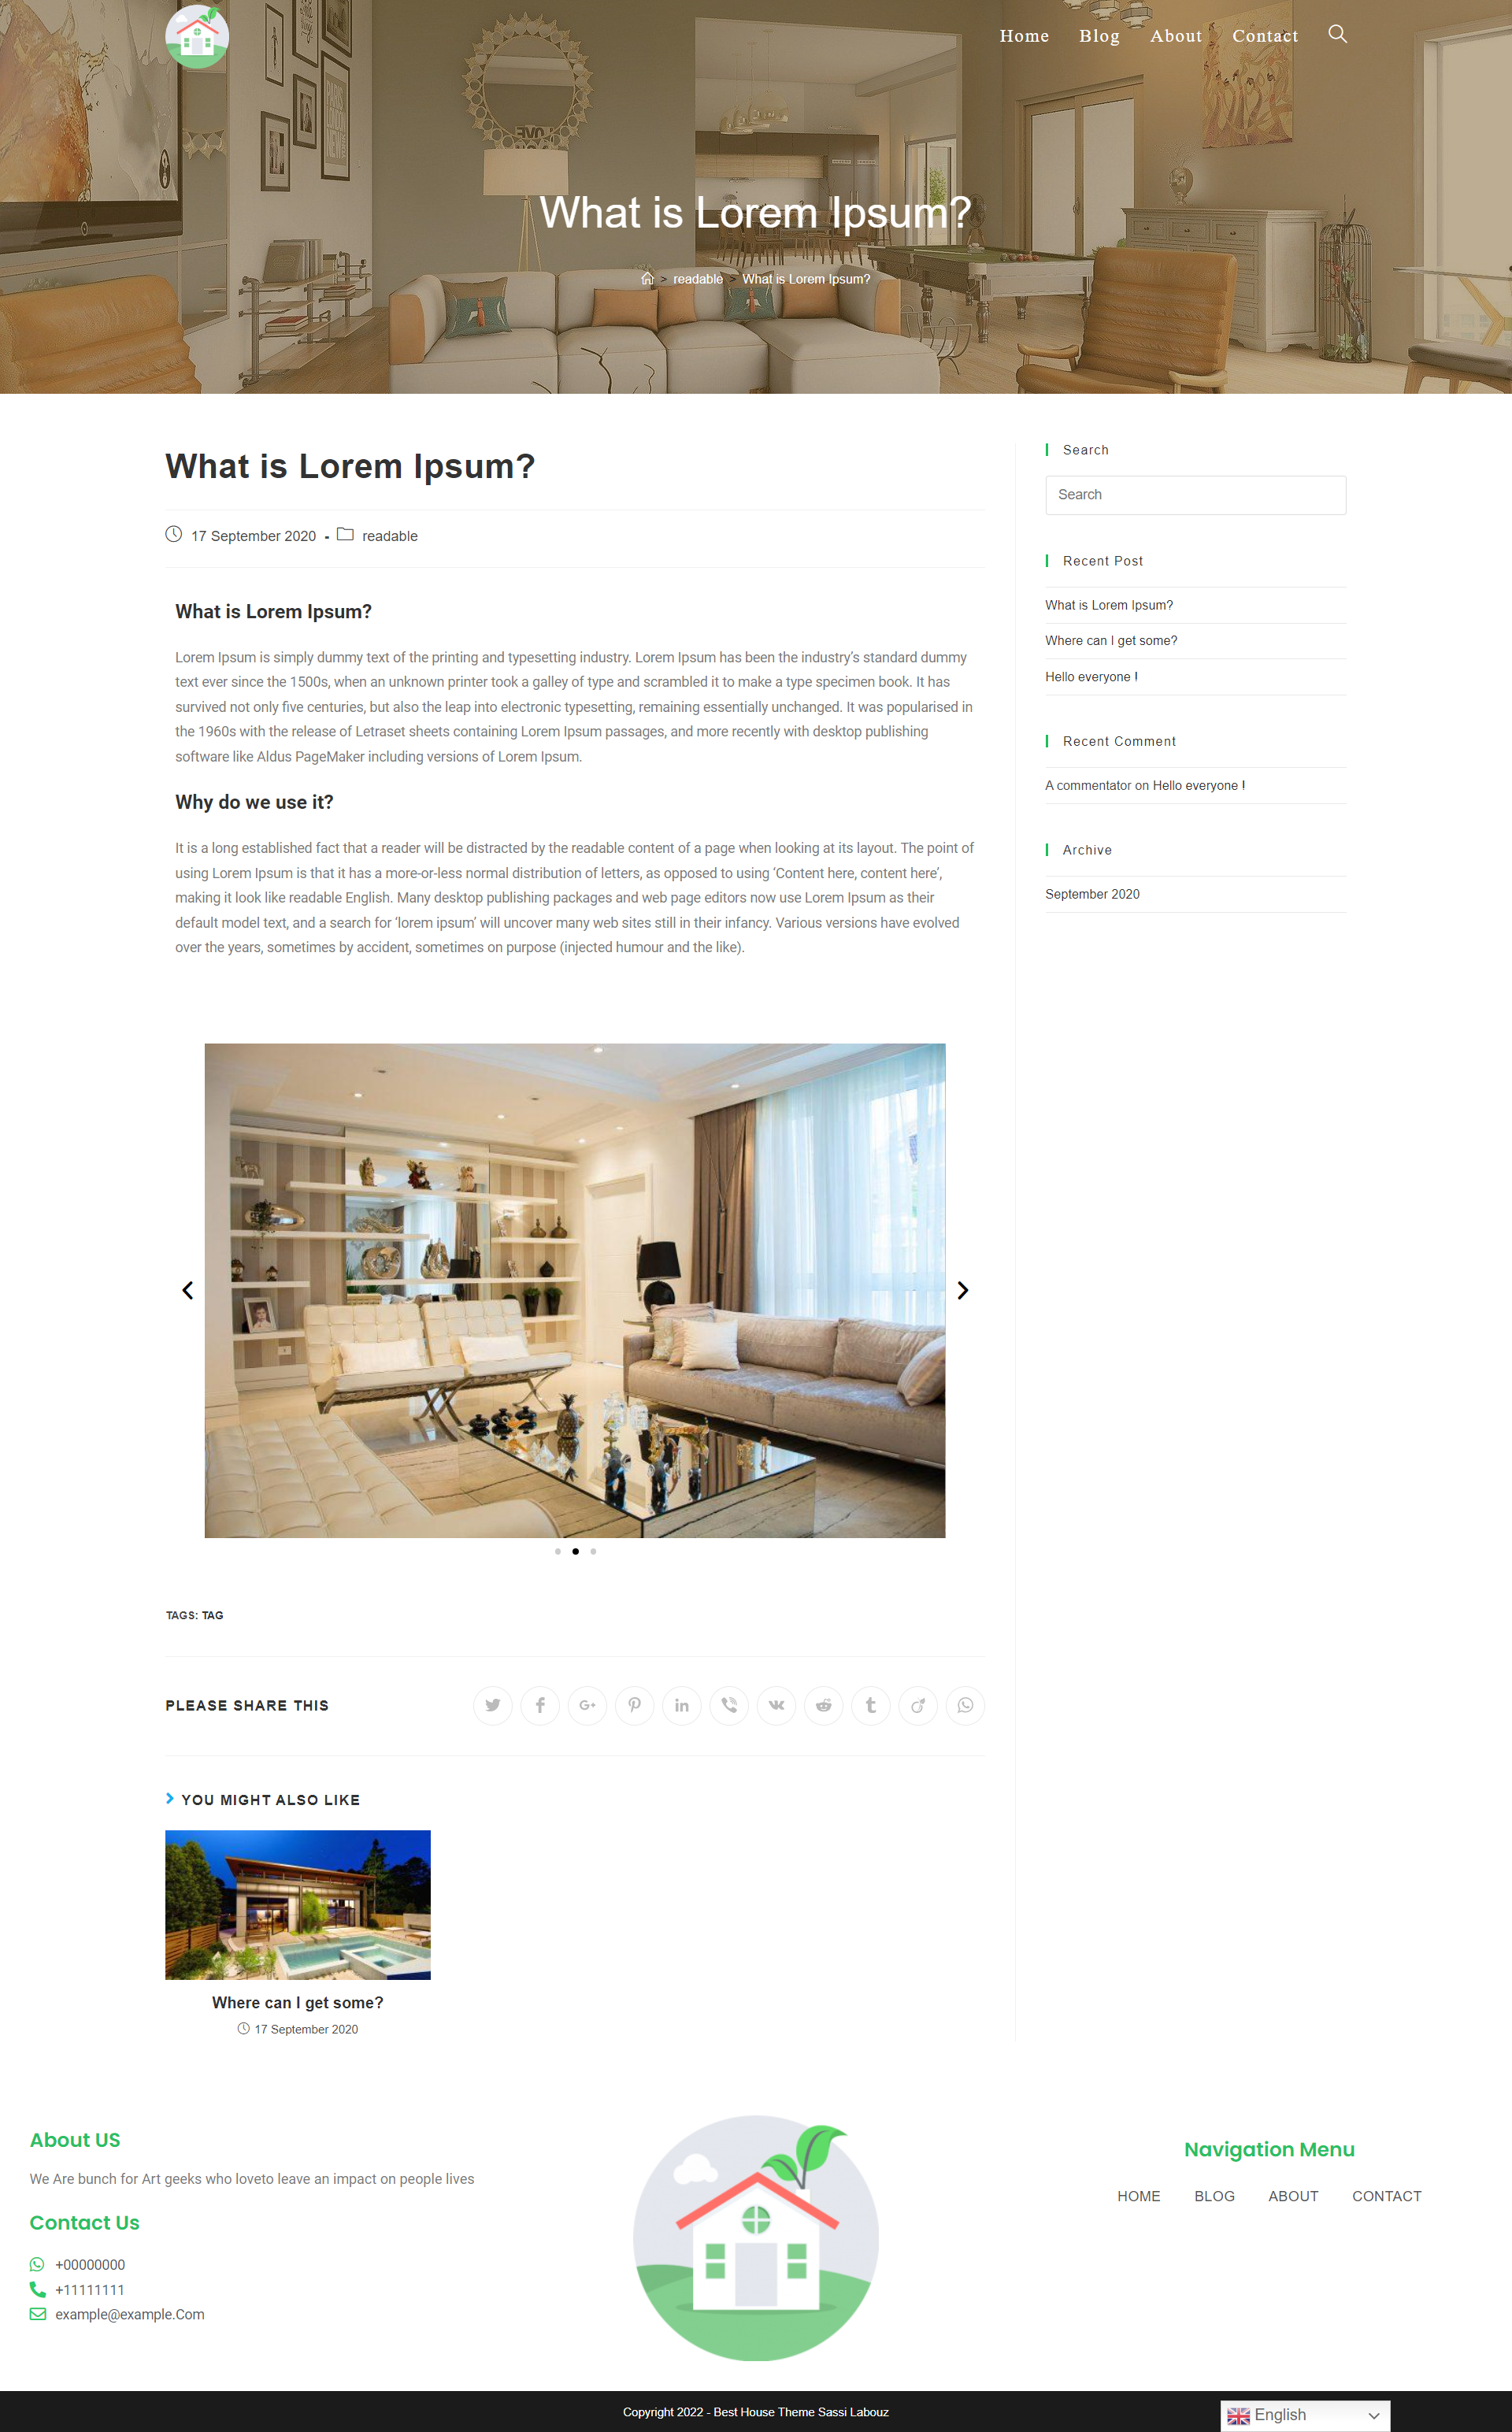 Home Blog About Contact
What is Lorem Ipsum?
> readable > What is Lorem Ipsum?
What is Lorem Ipsum?
17 September 2020 - readable
What is Lorem Ipsum?
Lorem Ipsum is simply dummy text of the printing and typesetting industry. Lorem Ipsum has been the industry’s standard dummy
text ever since the 1500s, when an unknown printer took a galley of type and scrambled it to make a type specimen book. It has
survived not only five centuries, but also the leap into electronic typesetting, remaining essentially unchanged. It was popularised in
the 1960s with the release of Letraset sheets containing Lorem Ipsum passages, and more recently with desktop publishing
software like Aldus PageMaker including versions of Lorem Ipsum.
Why do we use it?
It is a long established fact that a reader will be distracted by the readable content of a page when looking at its layout. The point of
using Lorem Ipsum is that it has a more-or-less normal distribution of letters, as opposed to using ‘Content here, content here’,
making it look like readable English. Many desktop publishing packages and web page editors now use Lorem Ipsum as their
default model text, and a search for ‘lorem ipsum’ will uncover many web sites still in their infancy. Various versions have evolved
over the years, sometimes by accident, sometimes on purpose (injected humour and the like).
TAGS: TAG
PLEASE SHARE THIS
YOU MIGHT ALSO LIKE
Where can I get some?
17 September 2020
Search
Search
Recent Post
What is Lorem Ipsum?
Where can I get some?
Hello everyone !
Recent Comment
A commentator on Hello everyone !
Archive
September 2020
About US
We Are bunch for Art geeks who loveto leave an impact on people lives
Contact Us
+00000000
+11111111
example@example.Com
Navigation Menu
HOME BLOG ABOUT CONTACT
Copyright 2022 - Best House Theme Sassi Labouz
English